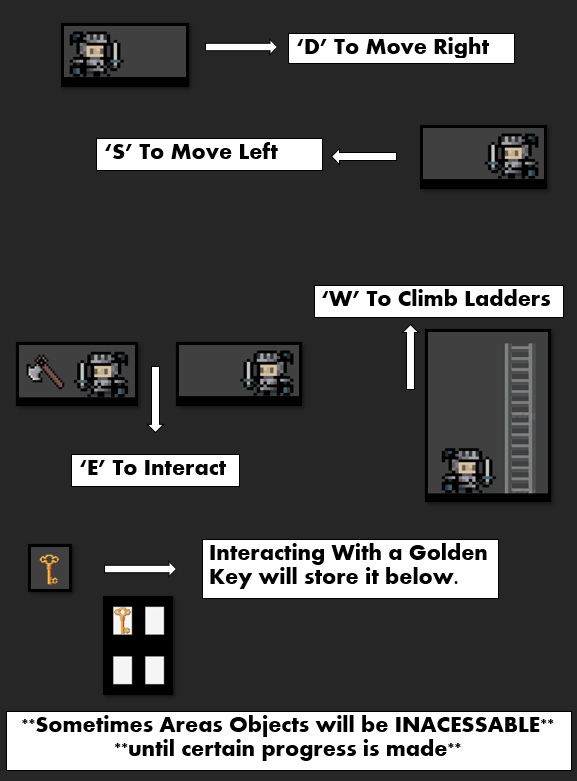 ‘D’ To Move Right
‘S’ To Move Left
‘W’ To Climb Ladders
‘E’ To Interact
Interacting With a Golden
Key will store it below.
**Sometimes Areas Objects will be INACESSABLE**
**until certain progress is made**